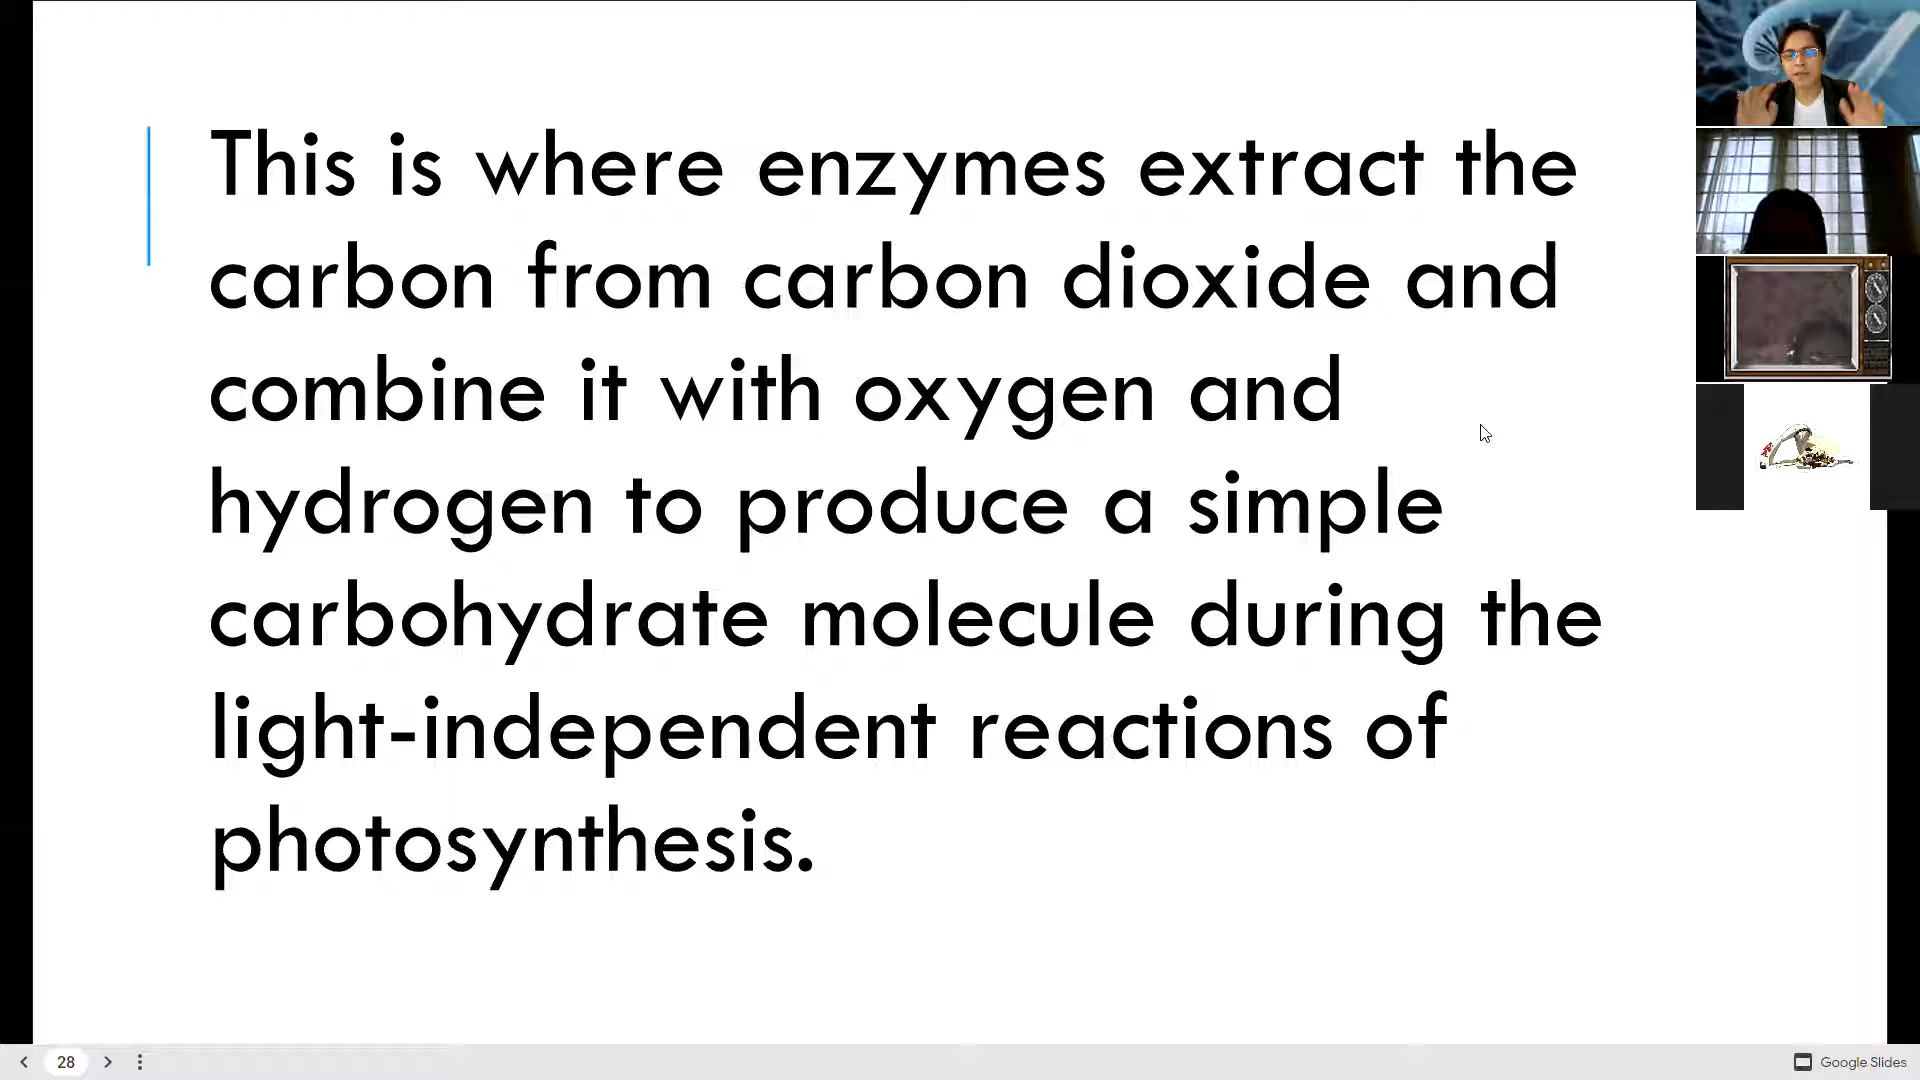 This is where enzymes extract the
carbon from carbon dioxide and
combine it with oxygen and
hydrogen to produce a simple
carbohydrate molecule during the
light-independent reactions of
photosynthesis.
28
Google Slides